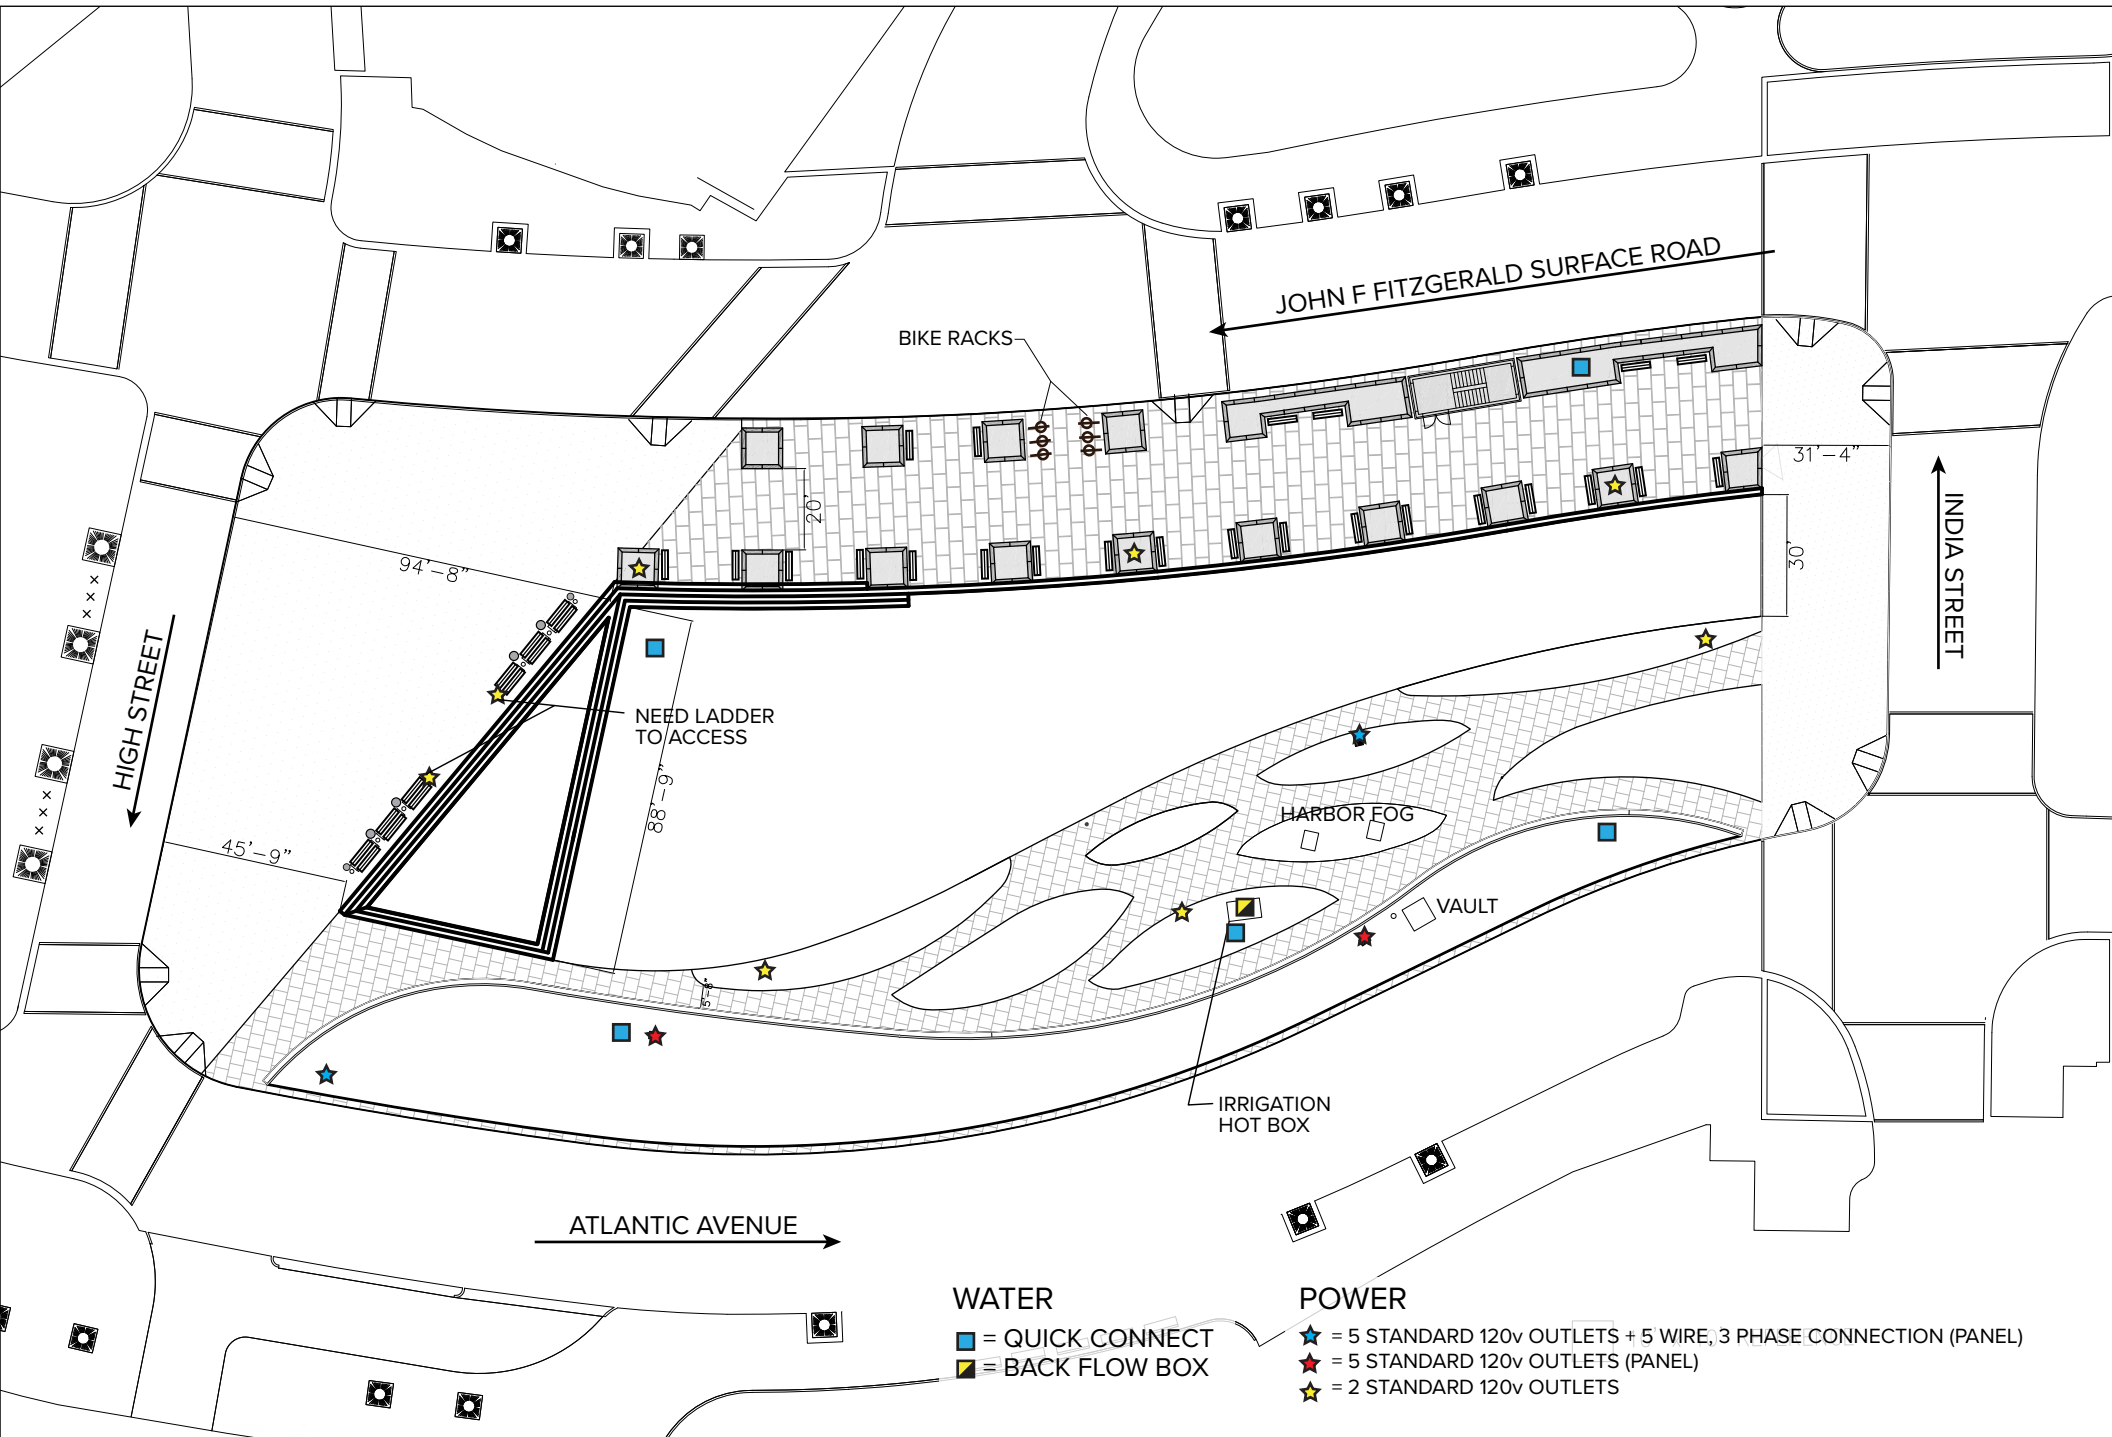 JOHN F FITZGERALD SURFACE ROAD
BIKE RACKS
31'-4"
20'
INDIA STREET
94'-8"
30'
HIGH STREET
NEED LADDER
TO ACCESS
88'-9"
HARBOR FOG
45'-9"
VAULT
5'-8"
IRRIGATION
HOT BOX
ATLANTIC AVENUE
WATER
= QUICK CONNECT
= BACK FLOW BOX
POWER
= 5 STANDARD 120v OUTLETS + 5 WIRE, 3 PHASE CONNECTION (PANEL)
= 5 STANDARD 120v OUTLETS (PANEL)
= 2 STANDARD 120v OUTLETS